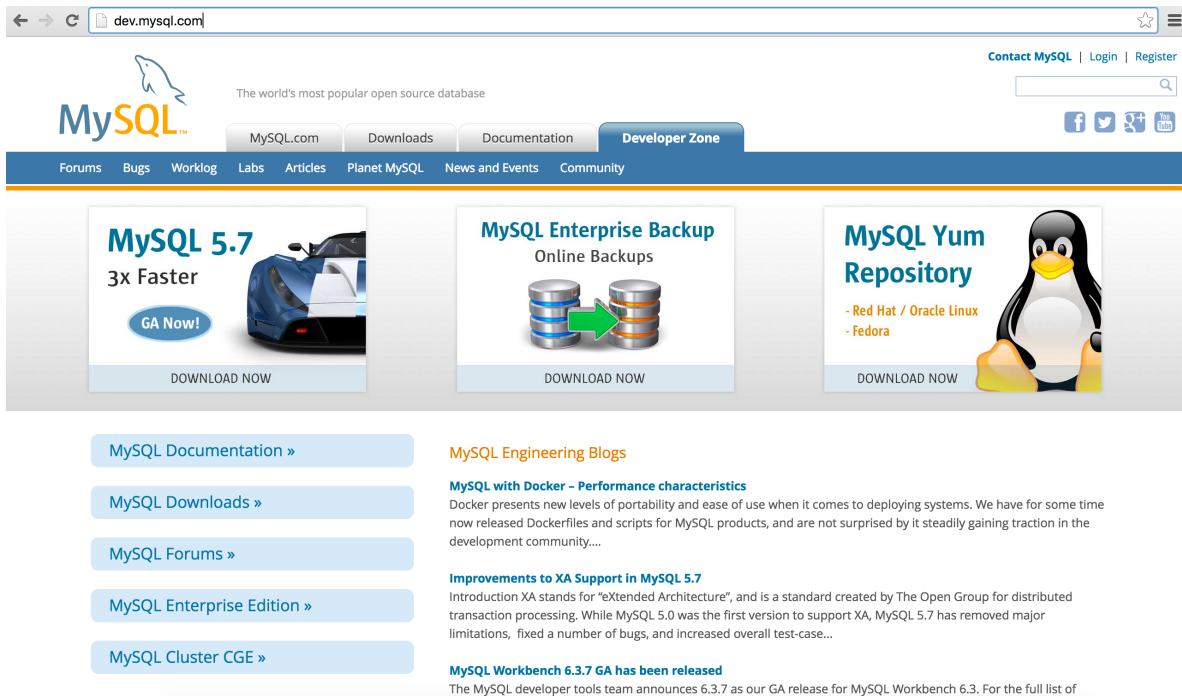 dev.mysql.com
Contact MySQL | Login | Register
MySQL™
The world's most popular open source database
MySQL.com Downloads Documentation Developer Zone
Forums Bugs Worklog Labs Articles Planet MySQL News and Events Community
MySQL 5.7
3x Faster
GA Now!
DOWNLOAD NOW
MySQL Enterprise Backup
Online Backups
DOWNLOAD NOW
MySQL Yum
Repository
- Red Hat / Oracle Linux
- Fedora
DOWNLOAD NOW
MySQL Documentation »
MySQL Downloads »
MySQL Forums »
MySQL Enterprise Edition »
MySQL Cluster CGE »
MySQL Engineering Blogs
MySQL with Docker – Performance characteristics
Docker presents new levels of portability and ease of use when it comes to deploying systems. We have for some time
now released Dockerfiles and scripts for MySQL products, and are not surprised by it steadily gaining traction in the
development community....
Improvements to XA Support in MySQL 5.7
Introduction XA stands for “eXtended Architecture”, and is a standard created by The Open Group for distributed
transaction processing. While MySQL 5.0 was the first version to support XA, MySQL 5.7 has removed major
limitations, fixed a number of bugs, and increased overall test-case...
MySQL Workbench 6.3.7 GA has been released
The MySQL developer tools team announces 6.3.7 as our GA release for MySQL Workbench 6.3. For the full list of